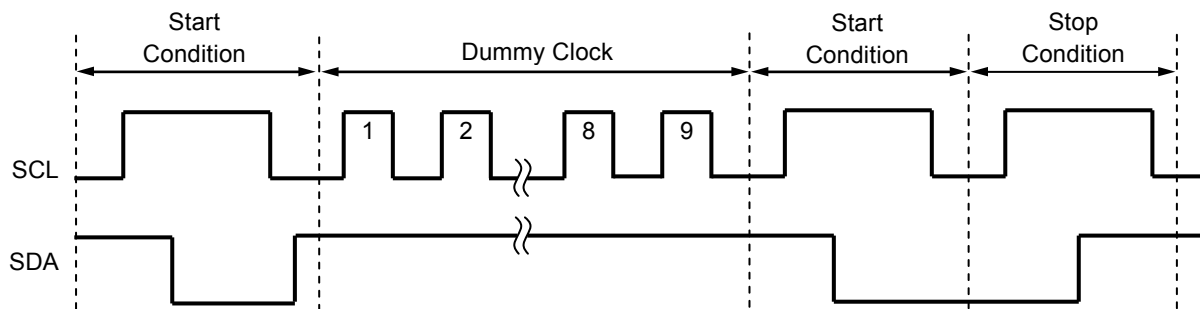 Start
Condition
Dummy Clock
Start
Condition
Stop
Condition
SCL
1
2
8
9
SDA